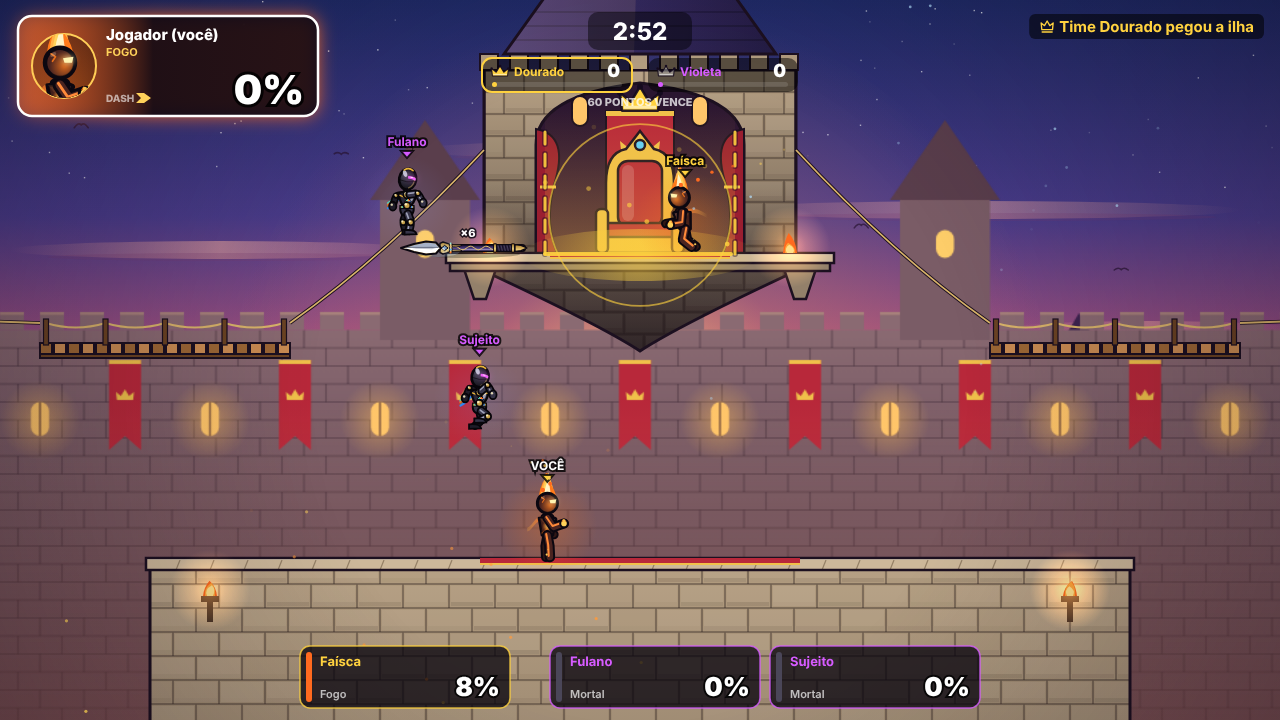 Jogador (você)
FOGO
DASH
0%
2:52
Time Dourado pegou a ilha
Dourado 0
Violeta 0
60 PONTOS VENCE
Fulano
Faísca
×6
Sujeito
VOCÊ
Faísca
Fogo 8%
Fulano
Mortal 0%
Sujeito
Mortal 0%